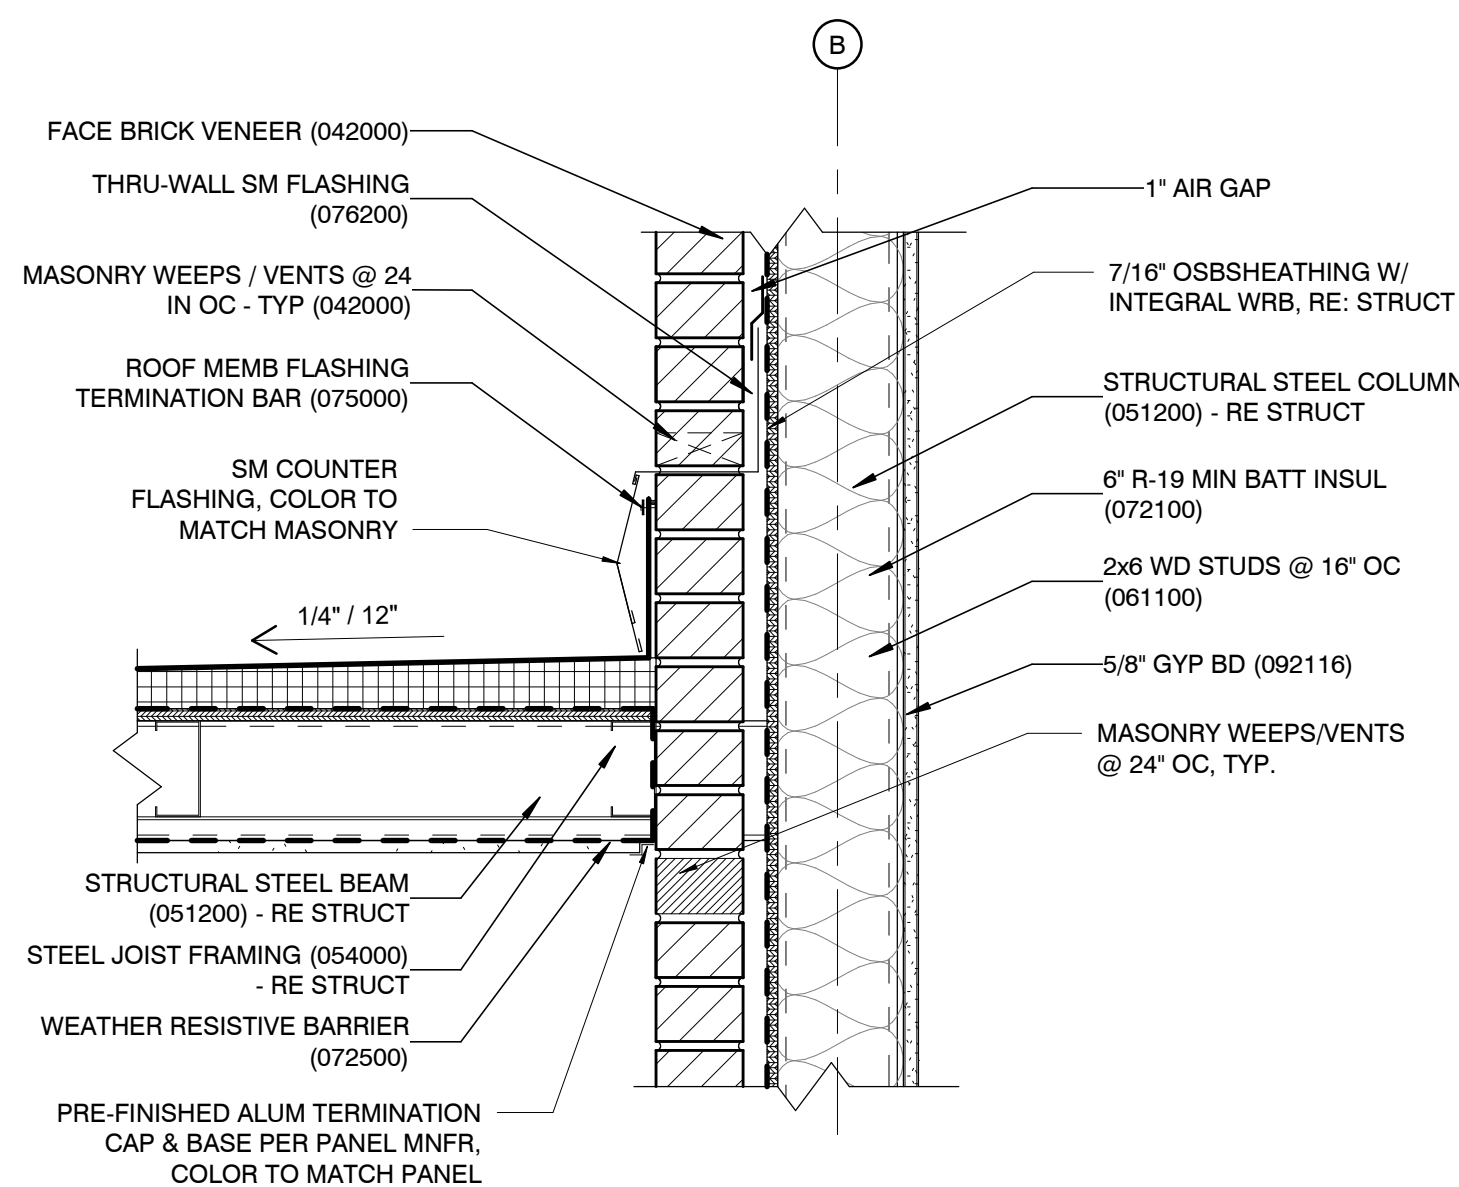 B
FACE BRICK VENEER (042000)
THRU-WALL SM FLASHING
(076200)
MASONRY WEEPS / VENTS @ 24
IN OC - TYP (042000)
ROOF MEMB FLASHING
TERMINATION BAR (075000)
SM COUNTER
FLASHING, COLOR TO
MATCH MASONRY
1/4" / 12"
STRUCTURAL STEEL BEAM
(051200) - RE STRUCT
STEEL JOIST FRAMING (054000)
- RE STRUCT
WEATHER RESISTIVE BARRIER
(072500)
PRE-FINISHED ALUM TERMINATION
CAP & BASE PER PANEL MNFR,
COLOR TO MATCH PANEL
1" AIR GAP
7/16" OSBSHEATHING W/
INTEGRAL WRB, RE: STRUCT
STRUCTURAL STEEL COLUMN
(051200) - RE STRUCT
6" R-19 MIN BATT INSUL
(072100)
2x6 WD STUDS @ 16" OC
(061100)
5/8" GYP BD (092116)
MASONRY WEEPS/VENTS
@ 24" OC, TYP.